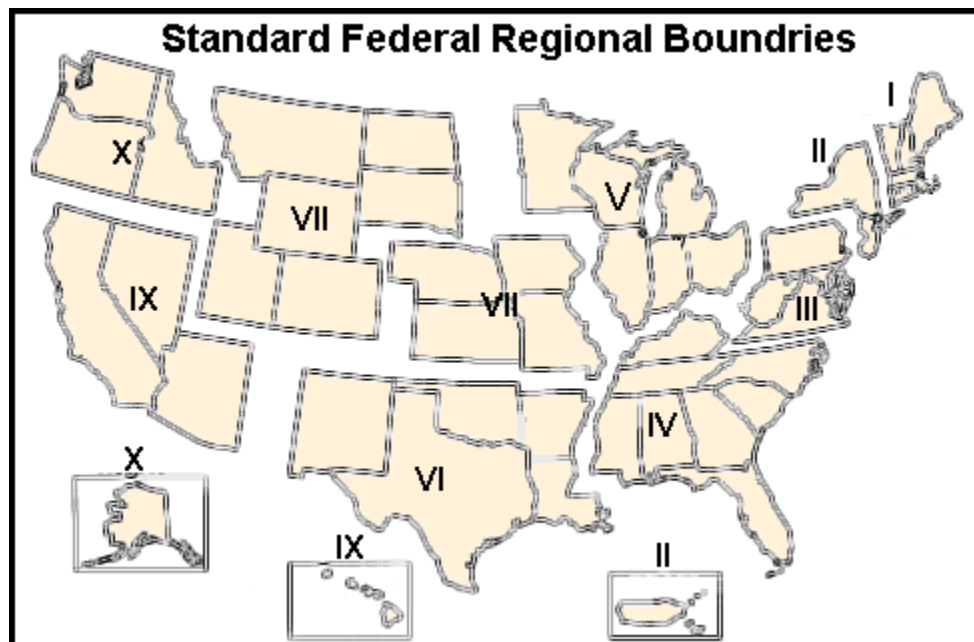 Standard Federal Regional Boundries
I
II
X
V
VII
IX
VII
III
IV
X
VI
IX
II